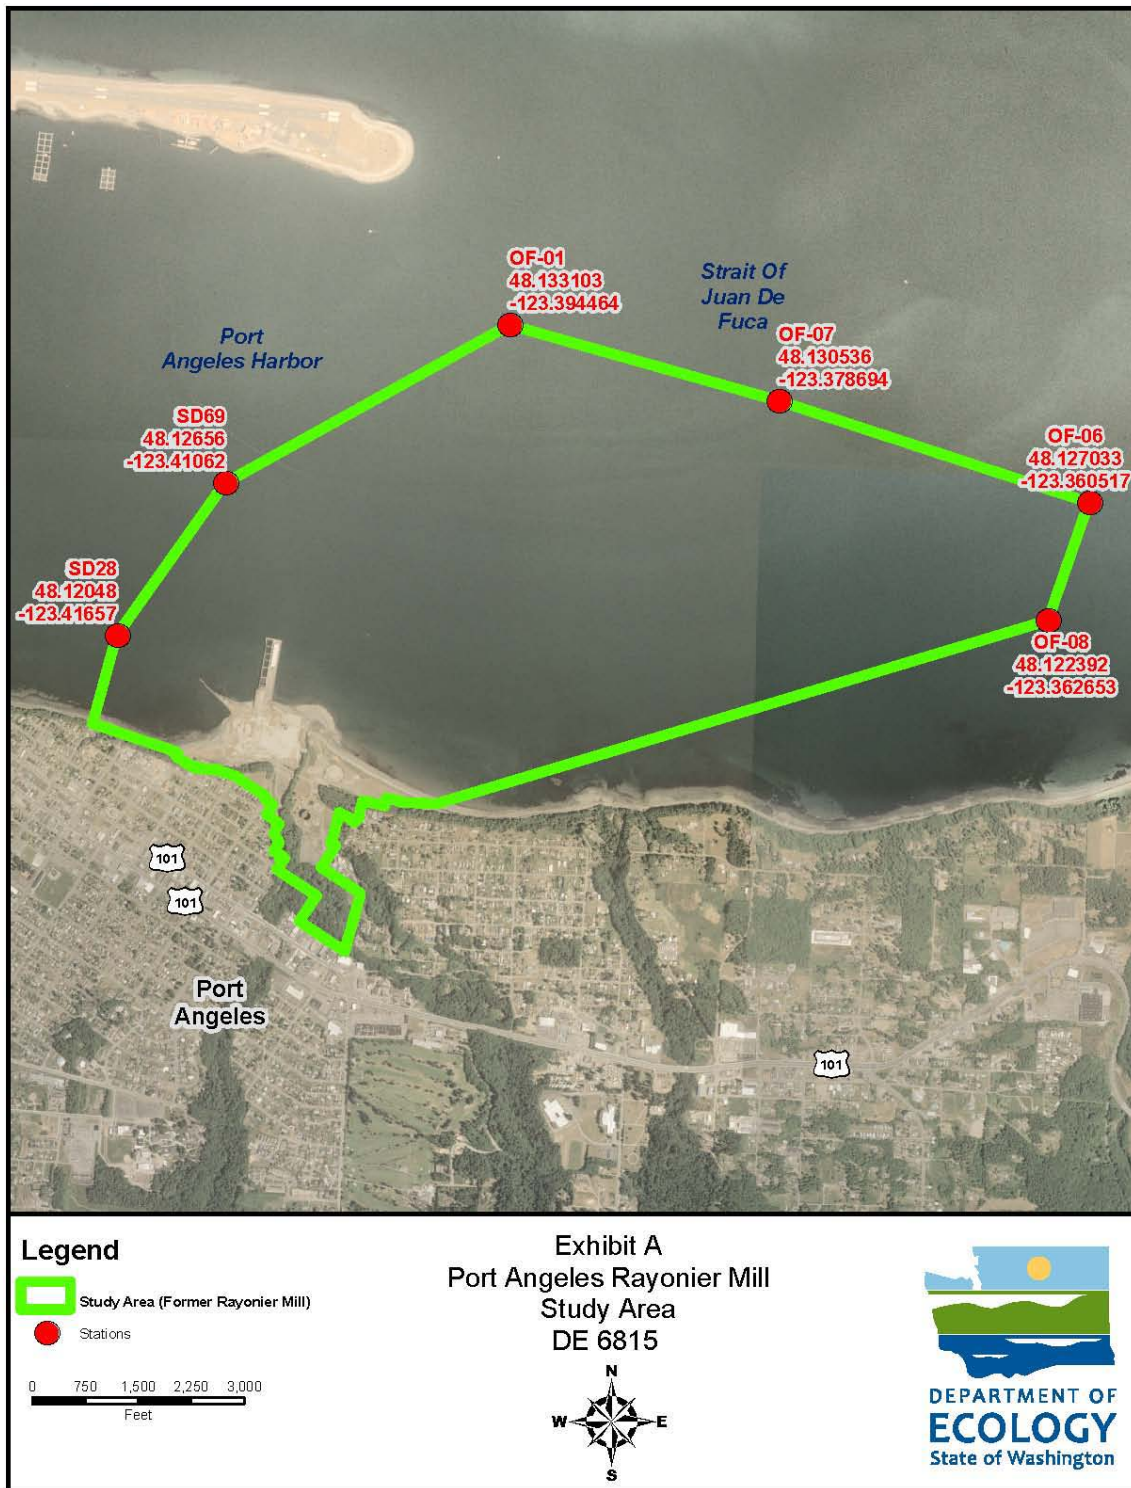 OF-01
48.133103
-123.394464
Strait Of
Juan De
Fuca
Port
Angeles Harbor
OF-07
48.130536
-123.378694
SD69
48.12656
-123.41062
OF-06
48.127033
-123.360517
SD28
48.12048
-123.41657
OF-08
48.122392
-123.362653
101
101
Port
Angeles
101
Legend
Study Area (Former Rayonier Mill)
Stations
0 750 1,500 2,250 3,000
Feet
Exhibit A
Port Angeles Rayonier Mill
Study Area
DE 6815
N
W E
S
DEPARTMENT OF
ECOLOGY
State of Washington